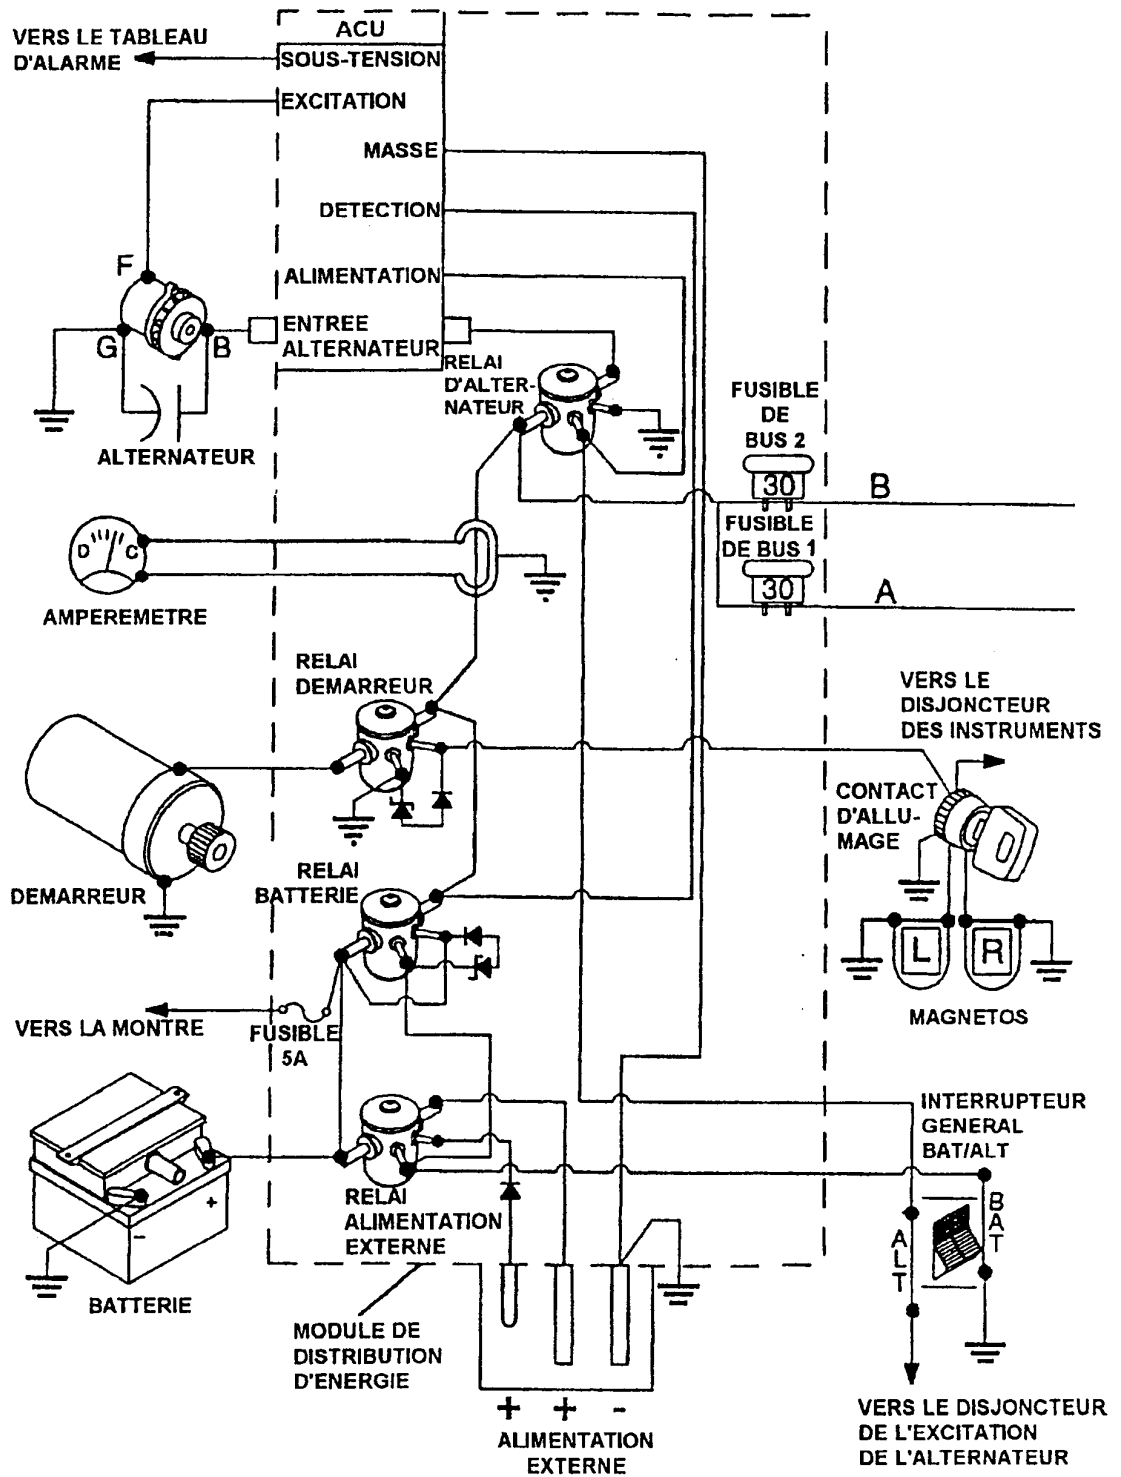 ACU
VERS LE TABLEAU
D'ALARME
SOUS-TENSION
EXCITATION
MASSE
DETECTION
F
ALIMENTATION
ENTREE
ALTERNATEUR
G
B
RELAI
D'ALTER-
NATEUR
FUSIBLE
DE
BUS 2
ALTERNATEUR
30
B
FUSIBLE
DE BUS 1
D
C
30
A
AMPEREMETRE
RELAI
DEMARREUR
VERS LE
DISJONCTEUR
DES INSTRUMENTS
CONTACT
D'ALLU-
MAGE
RELAI
BATTERIE
DEMARREUR
L
R
MAGNETOS
VERS LA MONTRE
FUSIBLE
5A
INTERRUPTEUR
GENERAL
BAT/ALT
RELAI
ALIMENTATION
EXTERNE
+
-
BAT
ALT
BATTERIE
MODULE DE
DISTRIBUTION
D'ENERGIE
+ + -
ALIMENTATION
EXTERNE
VERS LE DISJONCTEUR
DE L'EXCITATION
DE L'ALTERNATEUR